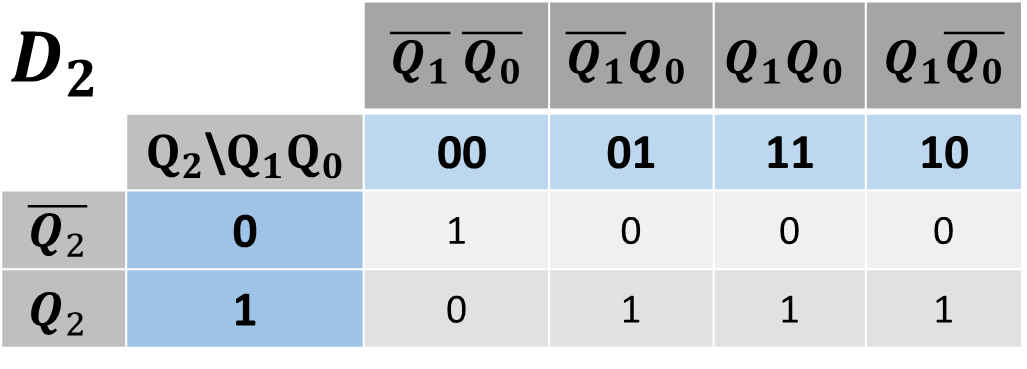 D₂ Q̅₁ Q̅₀ Q̅₁Q₀ Q₁Q₀ Q₁Q̅₀
Q₂\Q₁Q₀ 00 01 11 10
Q̅₂ 0 1 0 0 0
Q₂ 1 0 1 1 1